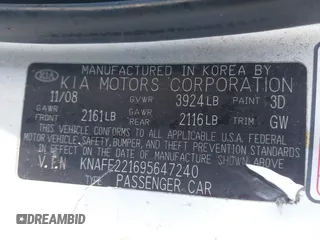 MANUFACTURED IN KOREA BY
KIA KIA MOTORS CORPORATION
11/08 GVWR 3924LB PAINT 3D
GAWR FRONT 2161LB GAWR REAR 2116LB TRIM GW
THIS VEHICLE CONFORMS TO ALL APPLICABLE U.S.A. FEDERAL
MOTOR VEHICLE SAFETY, BUMPER, AND THEFT PREVENTION STANDARDS
IN EFFECT ON THE DATE OF MANUFACTURE SHOWN ABOVE.
V.I.N KNAFE221695647240
TYPE PASSENGER CAR
DEALERSHIP